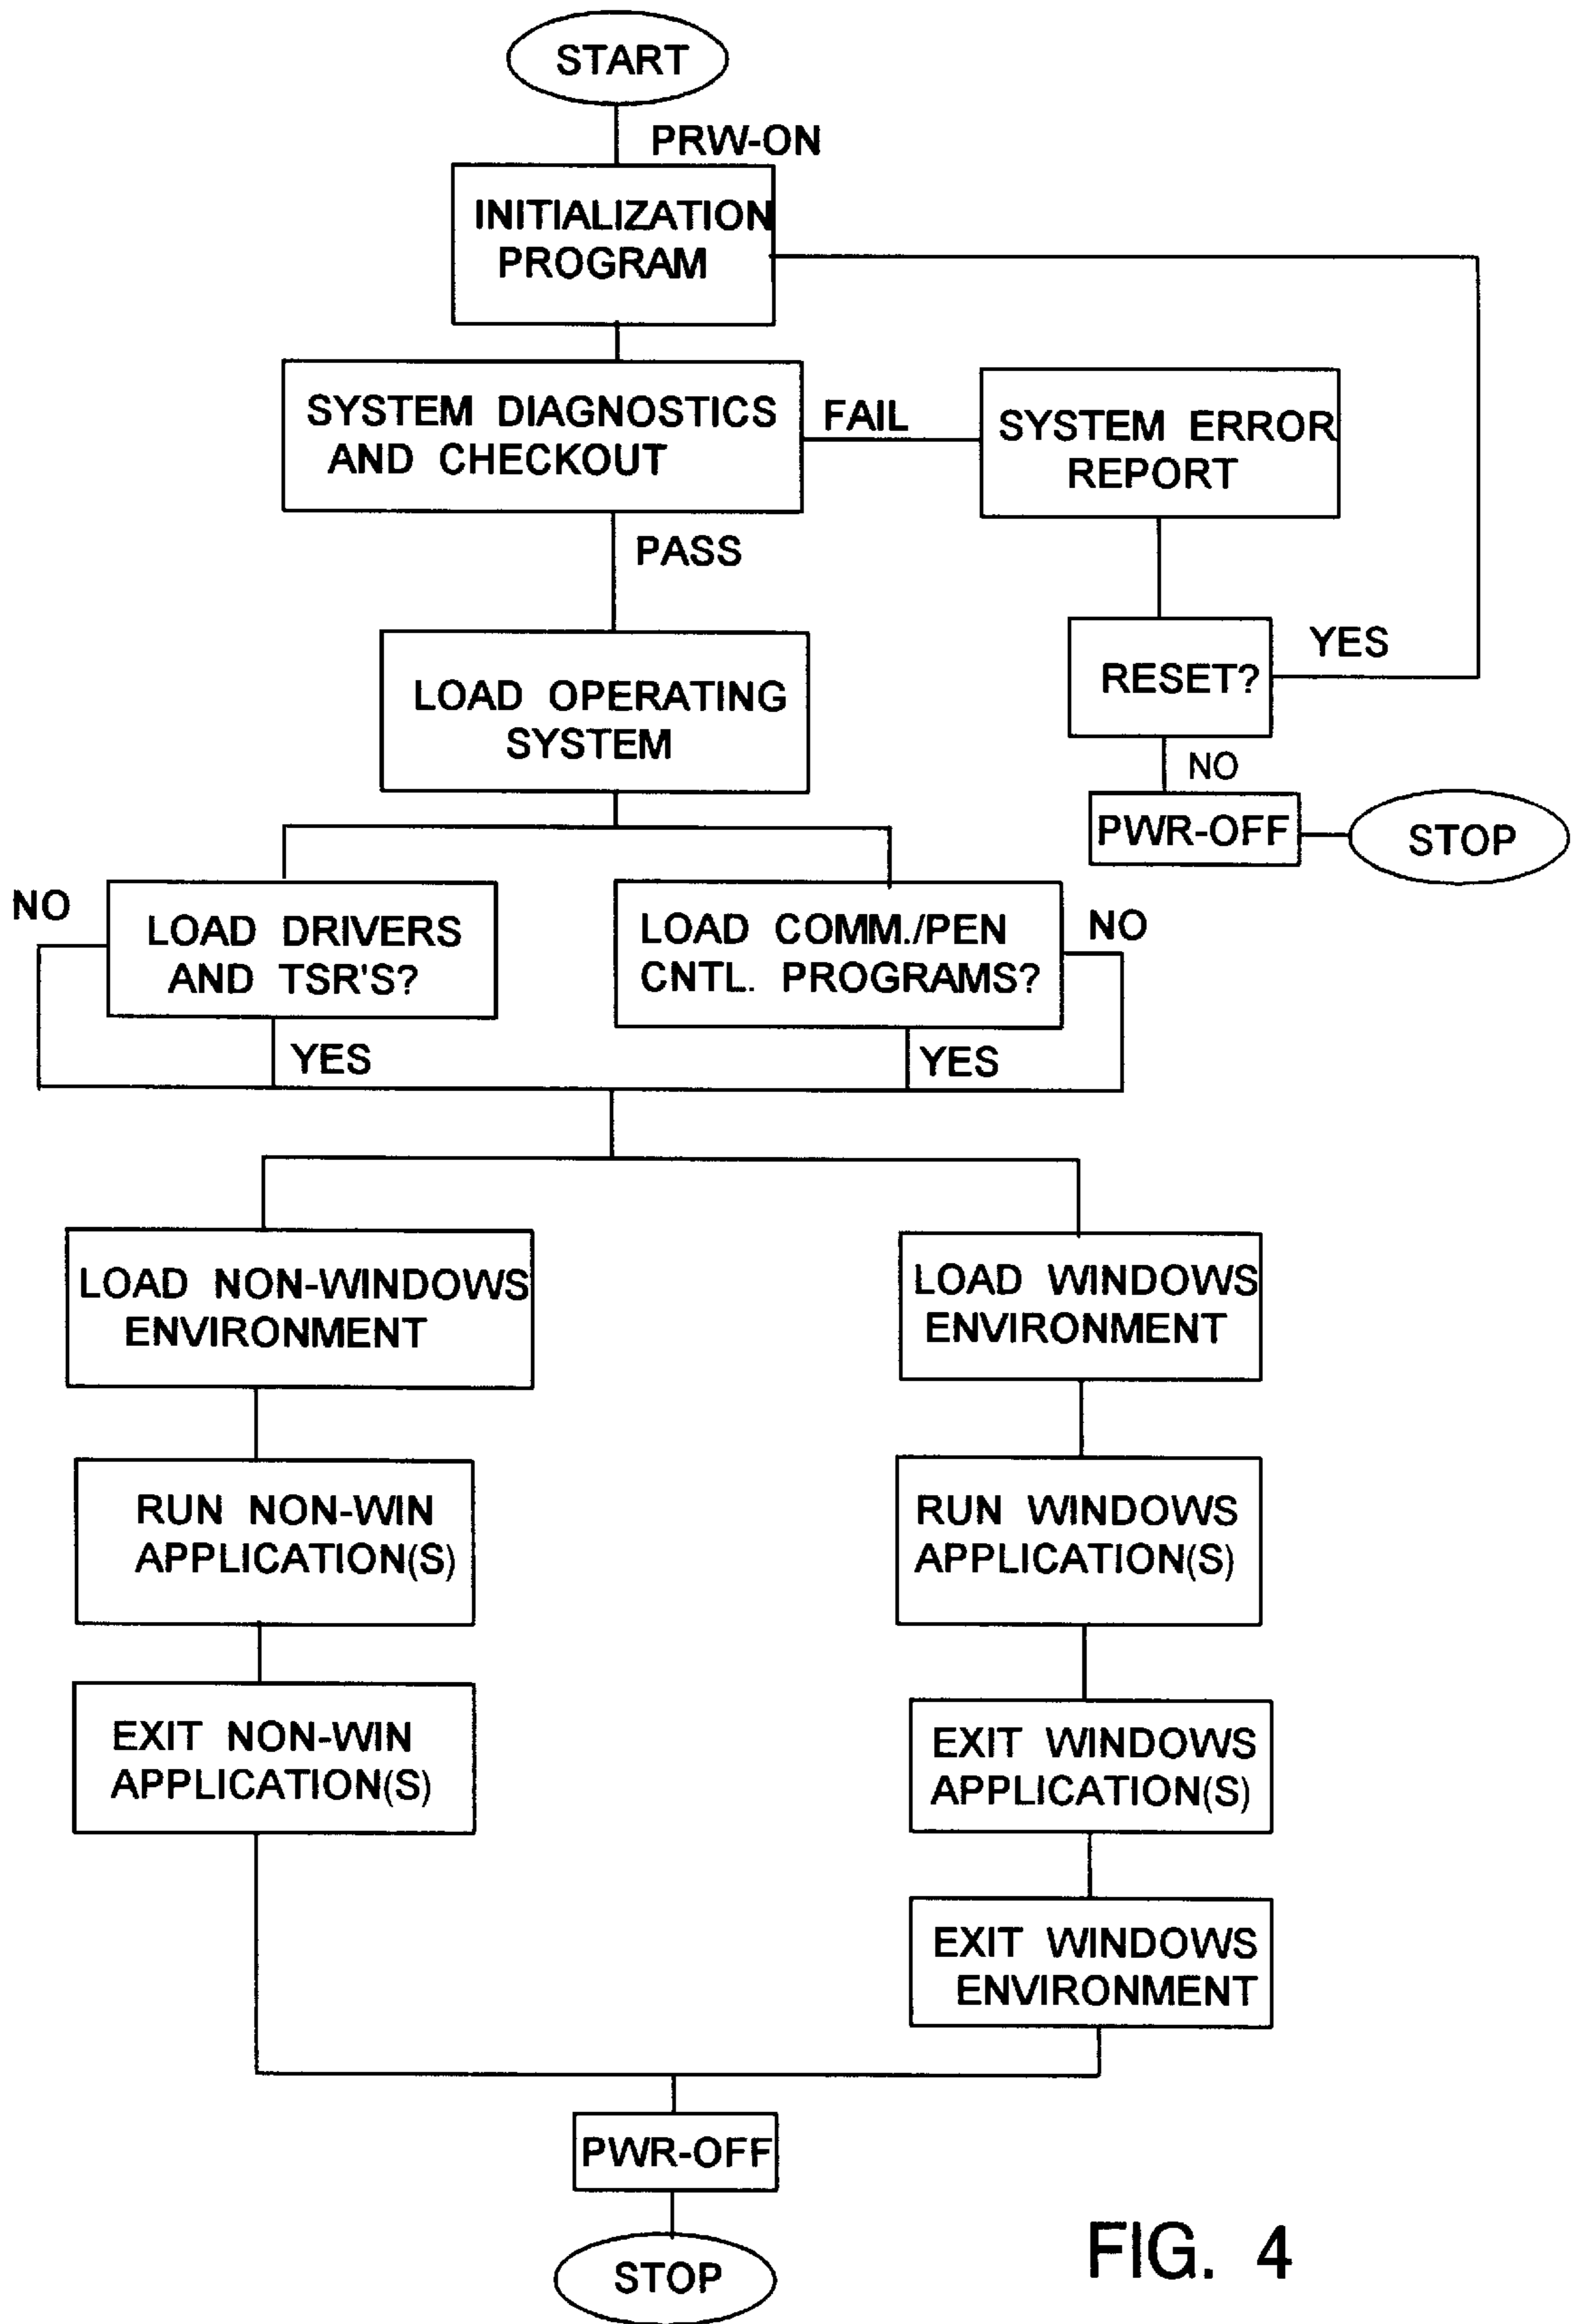 START
PRW-ON
INITIALIZATION
PROGRAM
SYSTEM DIAGNOSTICS
AND CHECKOUT
FAIL
SYSTEM ERROR
REPORT
PASS
YES
RESET?
LOAD OPERATING
SYSTEM
NO
PWR-OFF
STOP
NO
LOAD DRIVERS
AND TSR'S?
LOAD COMM./PEN
CNTL. PROGRAMS?
NO
YES
YES
LOAD NON-WINDOWS
ENVIRONMENT
LOAD WINDOWS
ENVIRONMENT
RUN NON-WIN
APPLICATION(S)
RUN WINDOWS
APPLICATION(S)
EXIT NON-WIN
APPLICATION(S)
EXIT WINDOWS
APPLICATION(S)
EXIT WINDOWS
ENVIRONMENT
PWR-OFF
STOP
FIG. 4